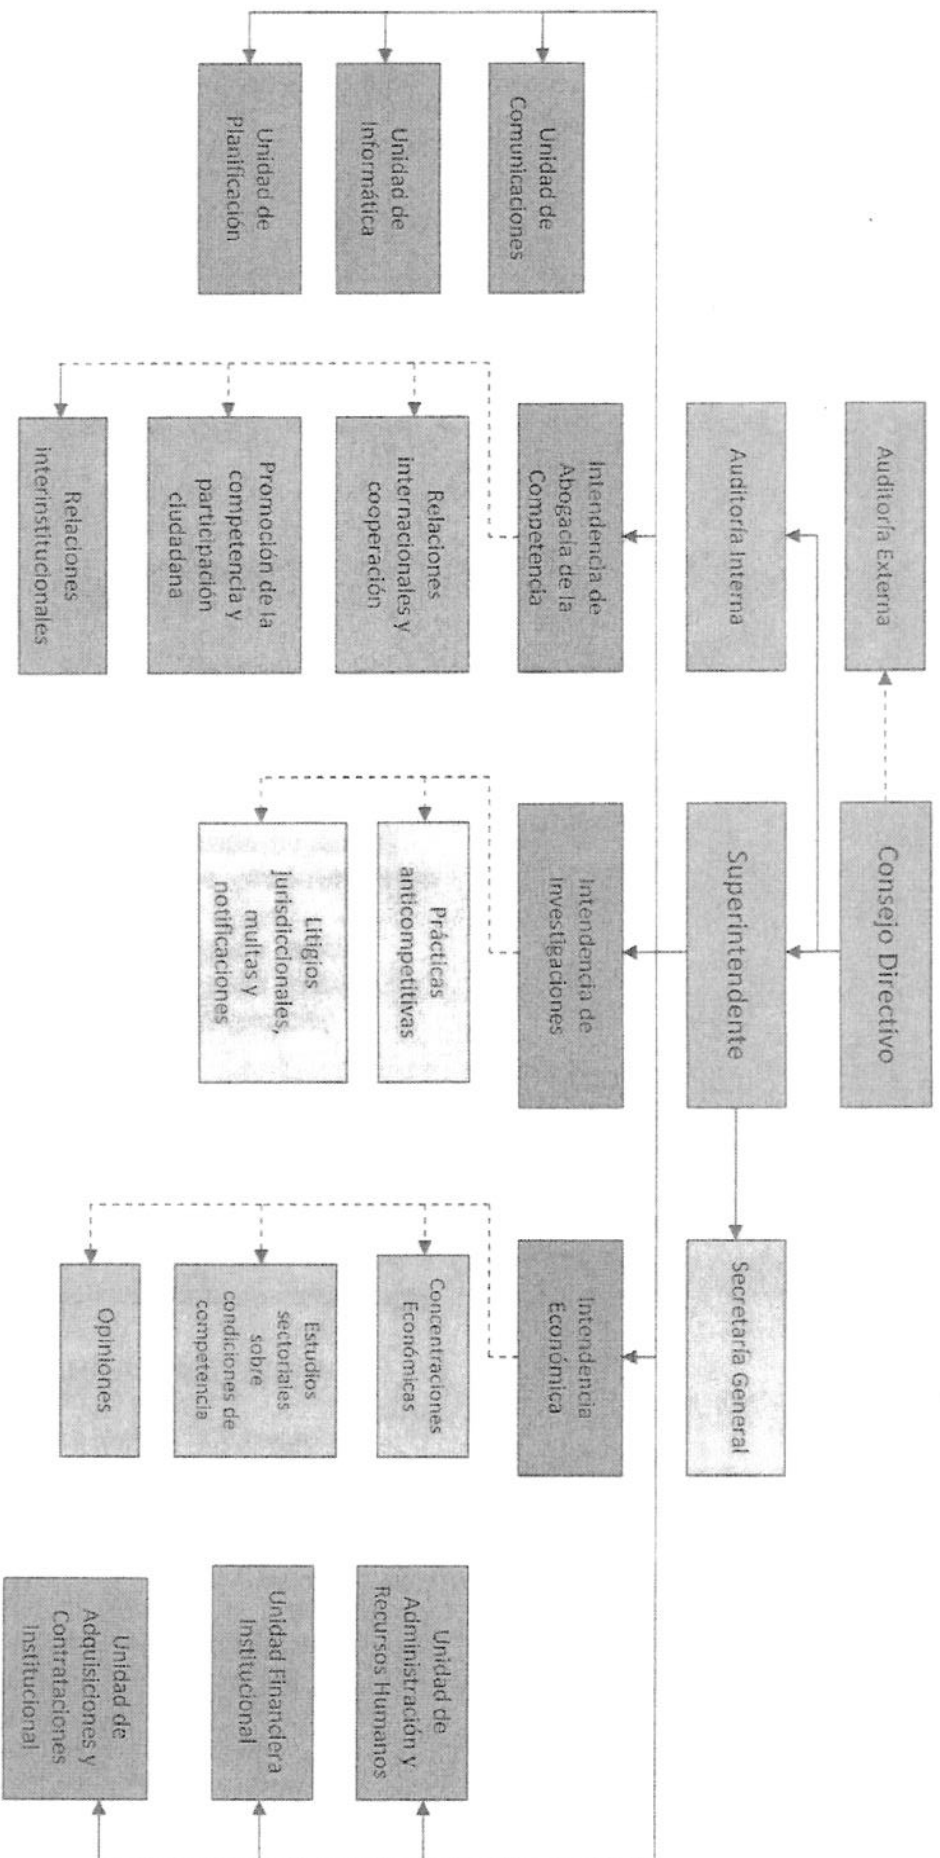 Consejo Directivo
Auditoría Externa
Superintendente
Auditoría Interna
Secretaría General
Intendencia de
Abogacía de la
Competencia
Intendencia de
Investigaciones
Intendencia
Económica
Unidad de
Comunicaciones
Unidad de
Informática
Unidad de
Planificación
Relaciones
internacionales y
cooperación
Promoción de la
competencia y
participación
ciudadana
Relaciones
interinstitucionales
Prácticas
anticompetitivas
Litigios
jurisdiccionales,
multas y
notificaciones
Concentraciones
Económicas
Estudios
sectoriales
sobre
condiciones de
competencia
Opiniones
Unidad de
Administración y
Recursos Humanos
Unidad Financiera
Institucional
Unidad de
Adquisiciones y
Contrataciones
Institucional